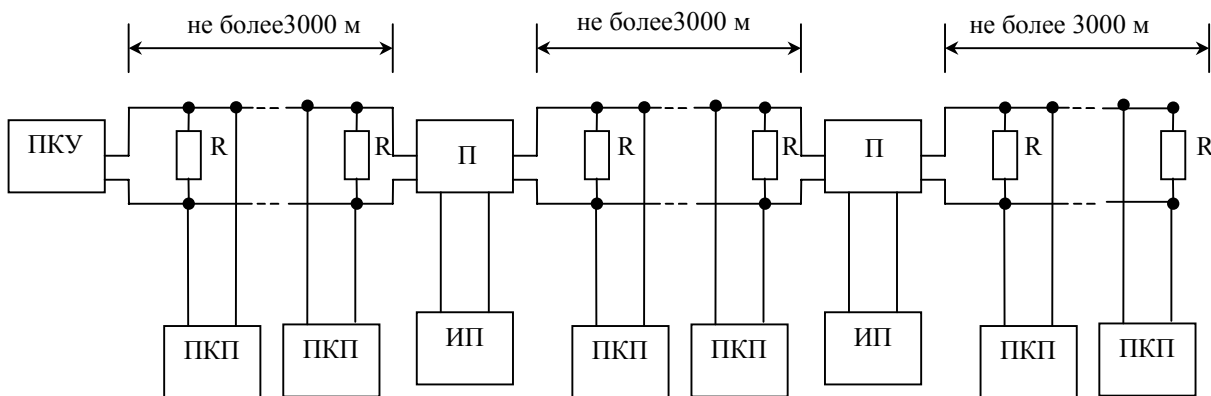 не более3000 м
не более3000 м
не более 3000 м
ПКУ
R
R
П
R
R
П
R
R
ПКП
ПКП
ИП
ПКП
ПКП
ИП
ПКП
ПКП